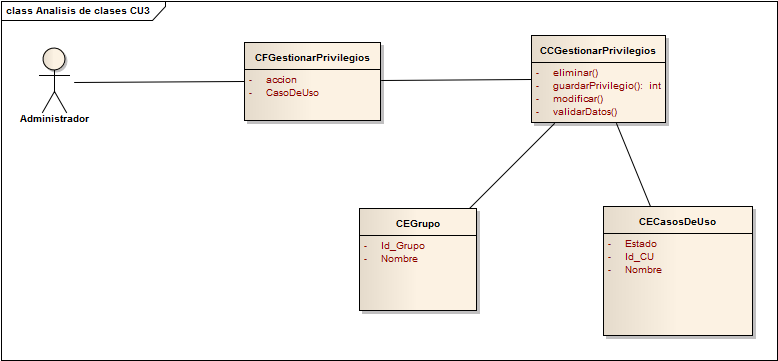 class Analisis de clases CU3
Administrador
CFGestionarPrivilegios
- accion
- CasoDeUso
CCGestionarPrivilegios
- eliminar()
- guardarPrivilegio(): int
- modificar()
- validarDatos()
CEGrupo
- Id_Grupo
- Nombre
CECasosDeUso
- Estado
- Id_CU
- Nombre